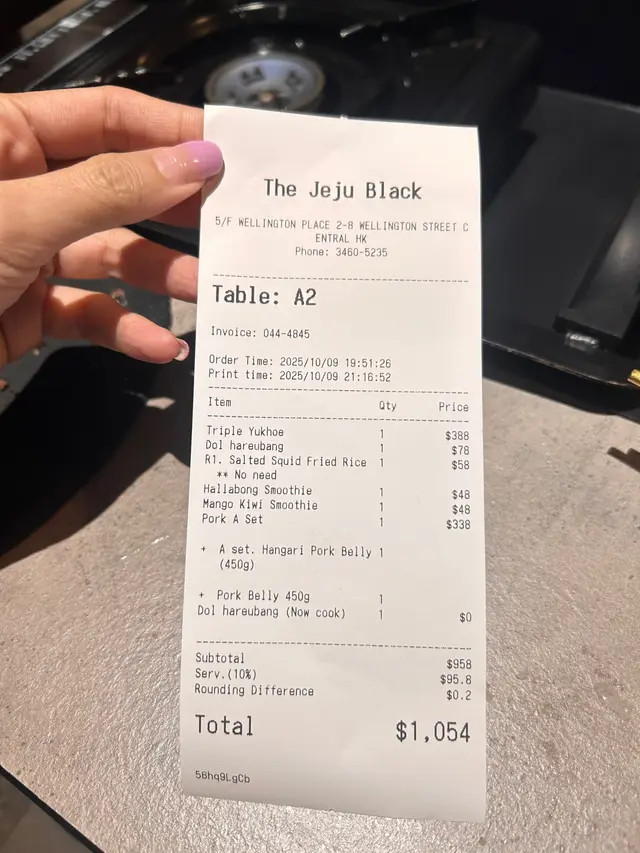 The Jeju Black
5/F WELLINGTON PLACE 2-8 WELLINGTON STREET C
ENTRAL HK
Phone: 3460-5235
Table: A2
Invoice: 044-4845
Order Time: 2025/10/09 19:51:26
Print time: 2025/10/09 21:16:52
Item Qty Price
Triple Yukhoe 1 $388
Dol hareubang 1 $78
R1. Salted Squid Fried Rice 1 $58
** No need
Hallabong Smoothie 1 $48
Mango Kiwi Smoothie 1 $48
Pork A Set 1 $338
+ A set. Hangari Pork Belly 1
(450g)
+ Pork Belly 450g 1
Dol hareubang (Now cook) 1 $0
Subtotal $958
Serv.(10%) $95.8
Rounding Difference $0.2
Total $1,054
56hq9LgCb